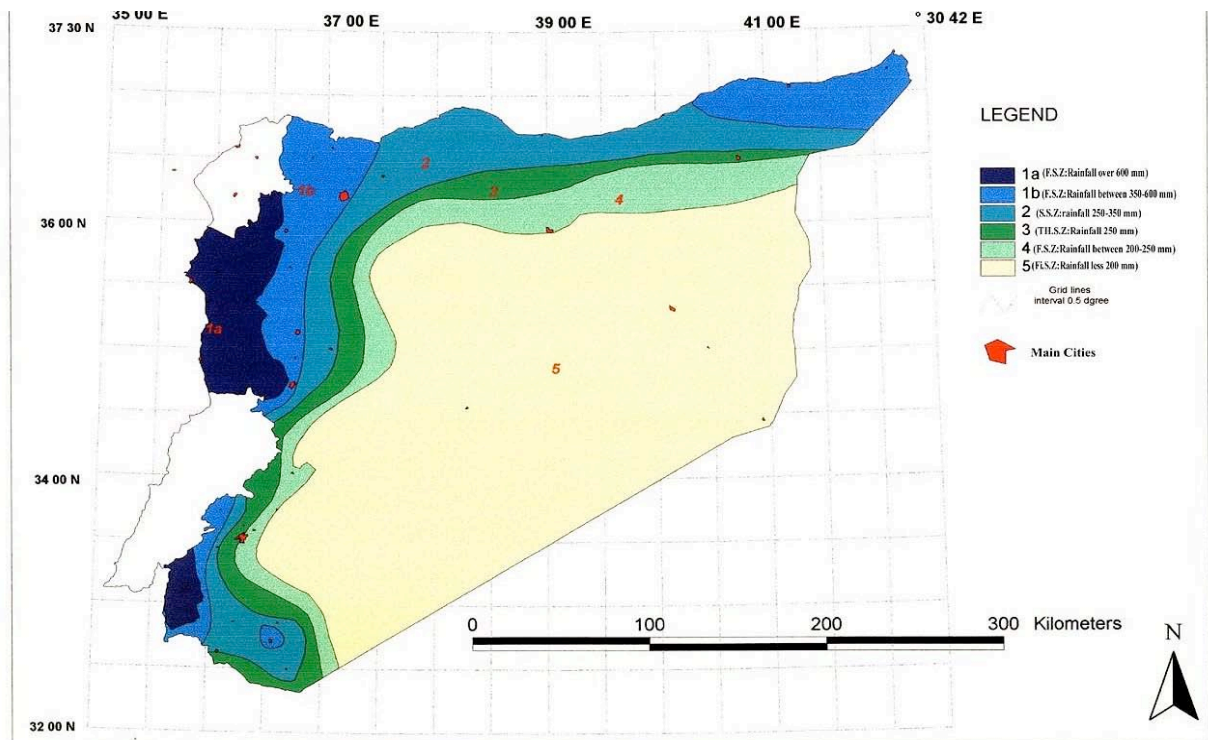 35 00 E
37 00 E
39 00 E
41 00 E
° 30 42 E
37 30 N
36 00 N
34 00 N
32 00 N
1a
1b
2
3
4
5
LEGEND
1a (F.S.Z:Rainfall over 600 mm)
1b (F.S.Z:Rainfall between 350-600 mm)
2 (S.S.Z:rainfall 250-350 mm)
3 (TH.S.Z:Rainfall 250 mm)
4 (F.S.Z:Rainfall between 200-250 mm)
5 (Fi.S.Z:Rainfall less 200 mm)
Grid lines
interval 0.5 dgree
Main Cities
0 100 200 300 Kilometers
N